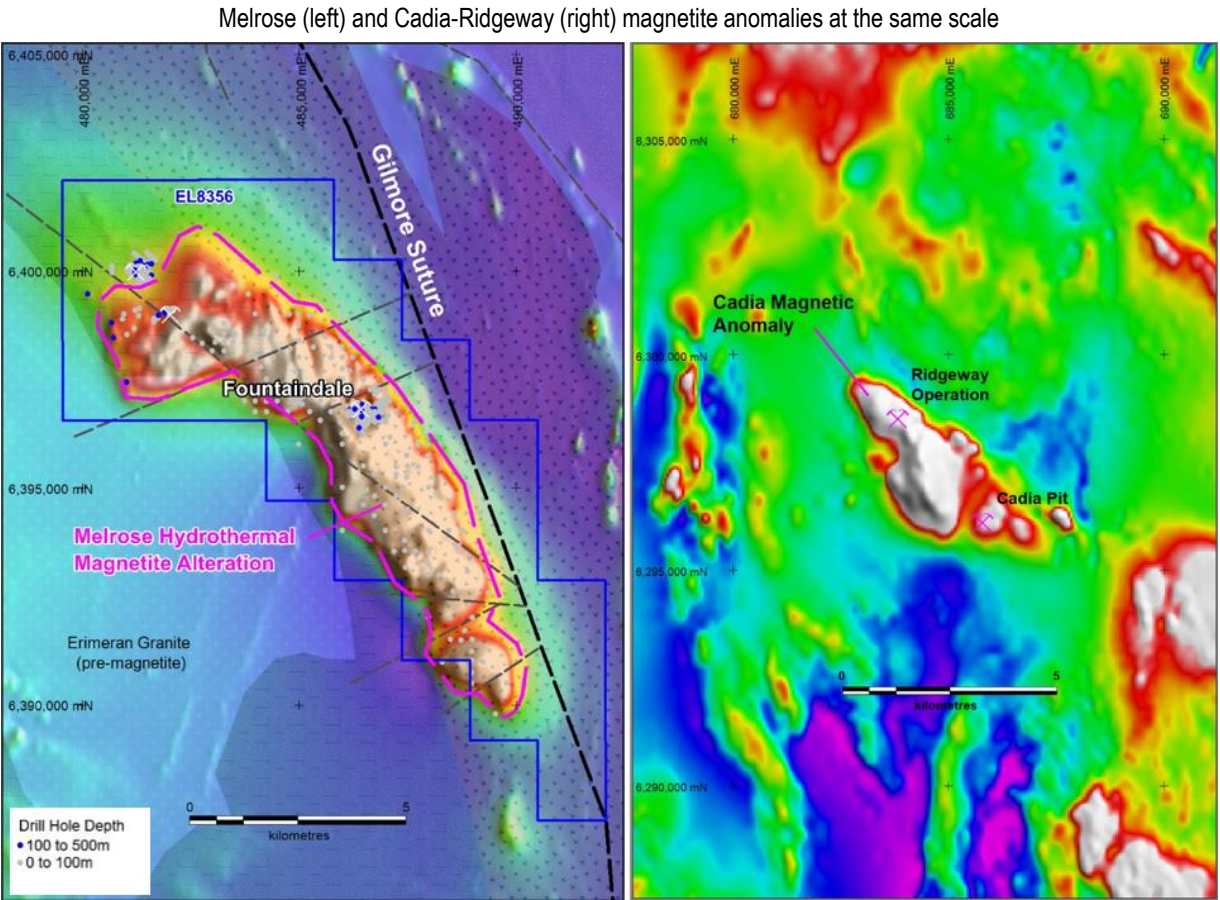 Melrose (left) and Cadia-Ridgeway (right) magnetite anomalies at the same scale
6,405,000 mN
480,000 mE
485,000 mE
490,000 mE
Gilmore Suture
EL8356
6,400,000 mN
Fountaindale
6,395,000 mN
Melrose Hydrothermal
Magnetite Alteration
Erimeran Granite
(pre-magnetite)
6,390,000 mN
0 5
kilometres
Drill Hole Depth
100 to 500m
0 to 100m
680,000 mE
685,000 mE
690,000 mE
6,305,000 mN
Cadia Magnetic
Anomaly
6,300,000 mN
Ridgeway
Operation
Cadia Pit
6,295,000 mN
0 5
kilometres
6,290,000 mN